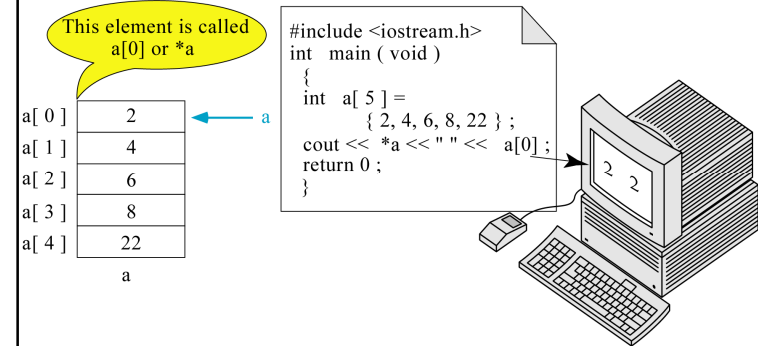 This element is called
a[0] or *a
a[ 0 ] 2
a
a[ 1 ] 4
a[ 2 ] 6
a[ 3 ] 8
a[ 4 ] 22
a
#include <iostream.h>
int main ( void )
{
int a[ 5 ] =
{ 2, 4, 6, 8, 22 } ;
cout << *a << " " << a[0] ;
return 0 ;
}
2 2